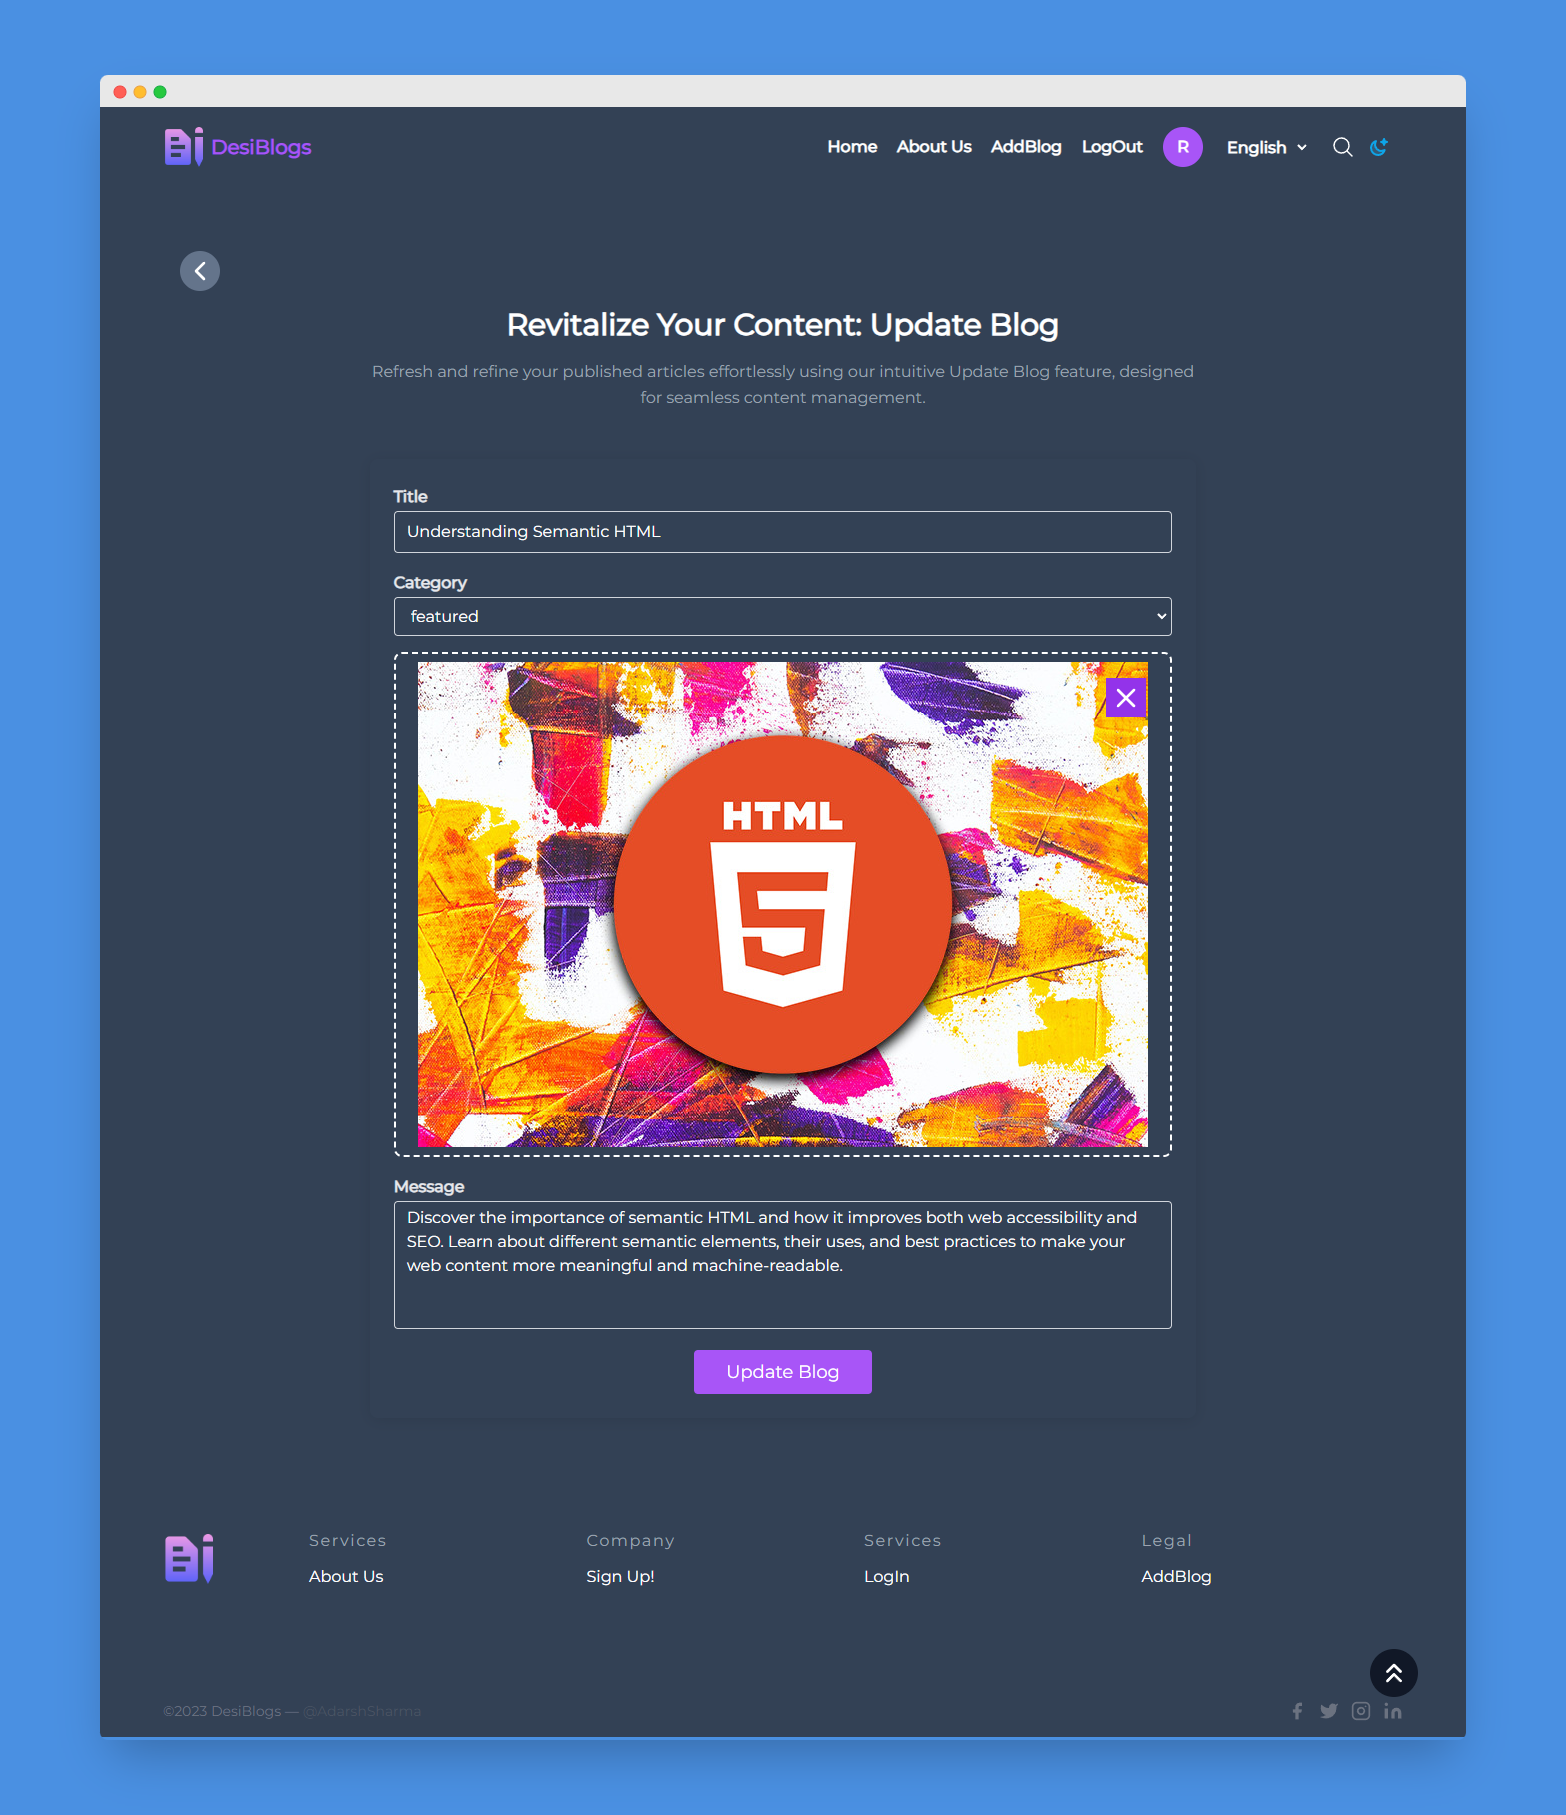 DesiBlogs
Home About Us AddBlog LogOut R English
Revitalize Your Content: Update Blog
Refresh and refine your published articles effortlessly using our intuitive Update Blog feature, designed
for seamless content management.
Title
Understanding Semantic HTML
Category
featured
HTML
5
Message
Discover the importance of semantic HTML and how it improves both web accessibility and
SEO. Learn about different semantic elements, their uses, and best practices to make your
web content more meaningful and machine-readable.
Update Blog
Services Company Services Legal
About Us Sign Up! LogIn AddBlog
©2023 DesiBlogs — @AdarshSharma